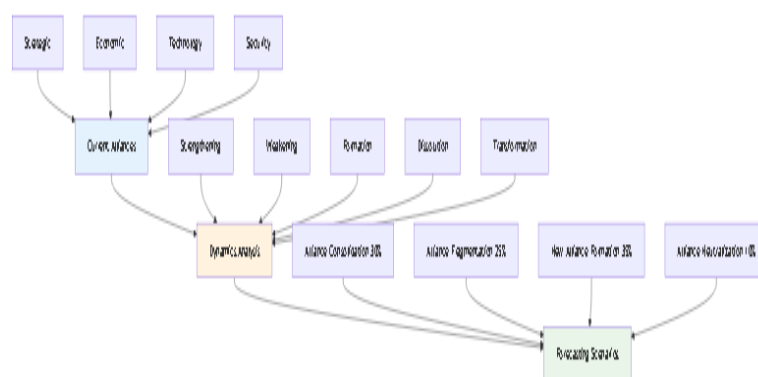 Strategic
Economic
Technology
Security
Current Alliances
Strengthening
Weakening
Formation
Dissolution
Transformation
Dynamics Analysis
Alliance Consolidation 30%
Alliance Fragmentation 25%
New Alliance Formation 35%
Alliance Neutralization 10%
Forecasting Scenarios